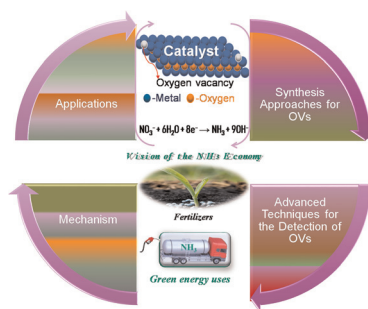 Catalyst
Oxygen vacancy
-Metal -Oxygen
NO₃⁻ + 6H₂O + 8e⁻ → NH₃ + 9OH⁻
Vision of the NH₃ Economy
Applications
Synthesis
Approaches for
OVs
Mechanism
Fertilizers
NH₃
Green energy uses
Advanced
Techniques for
the Detection of
OVs